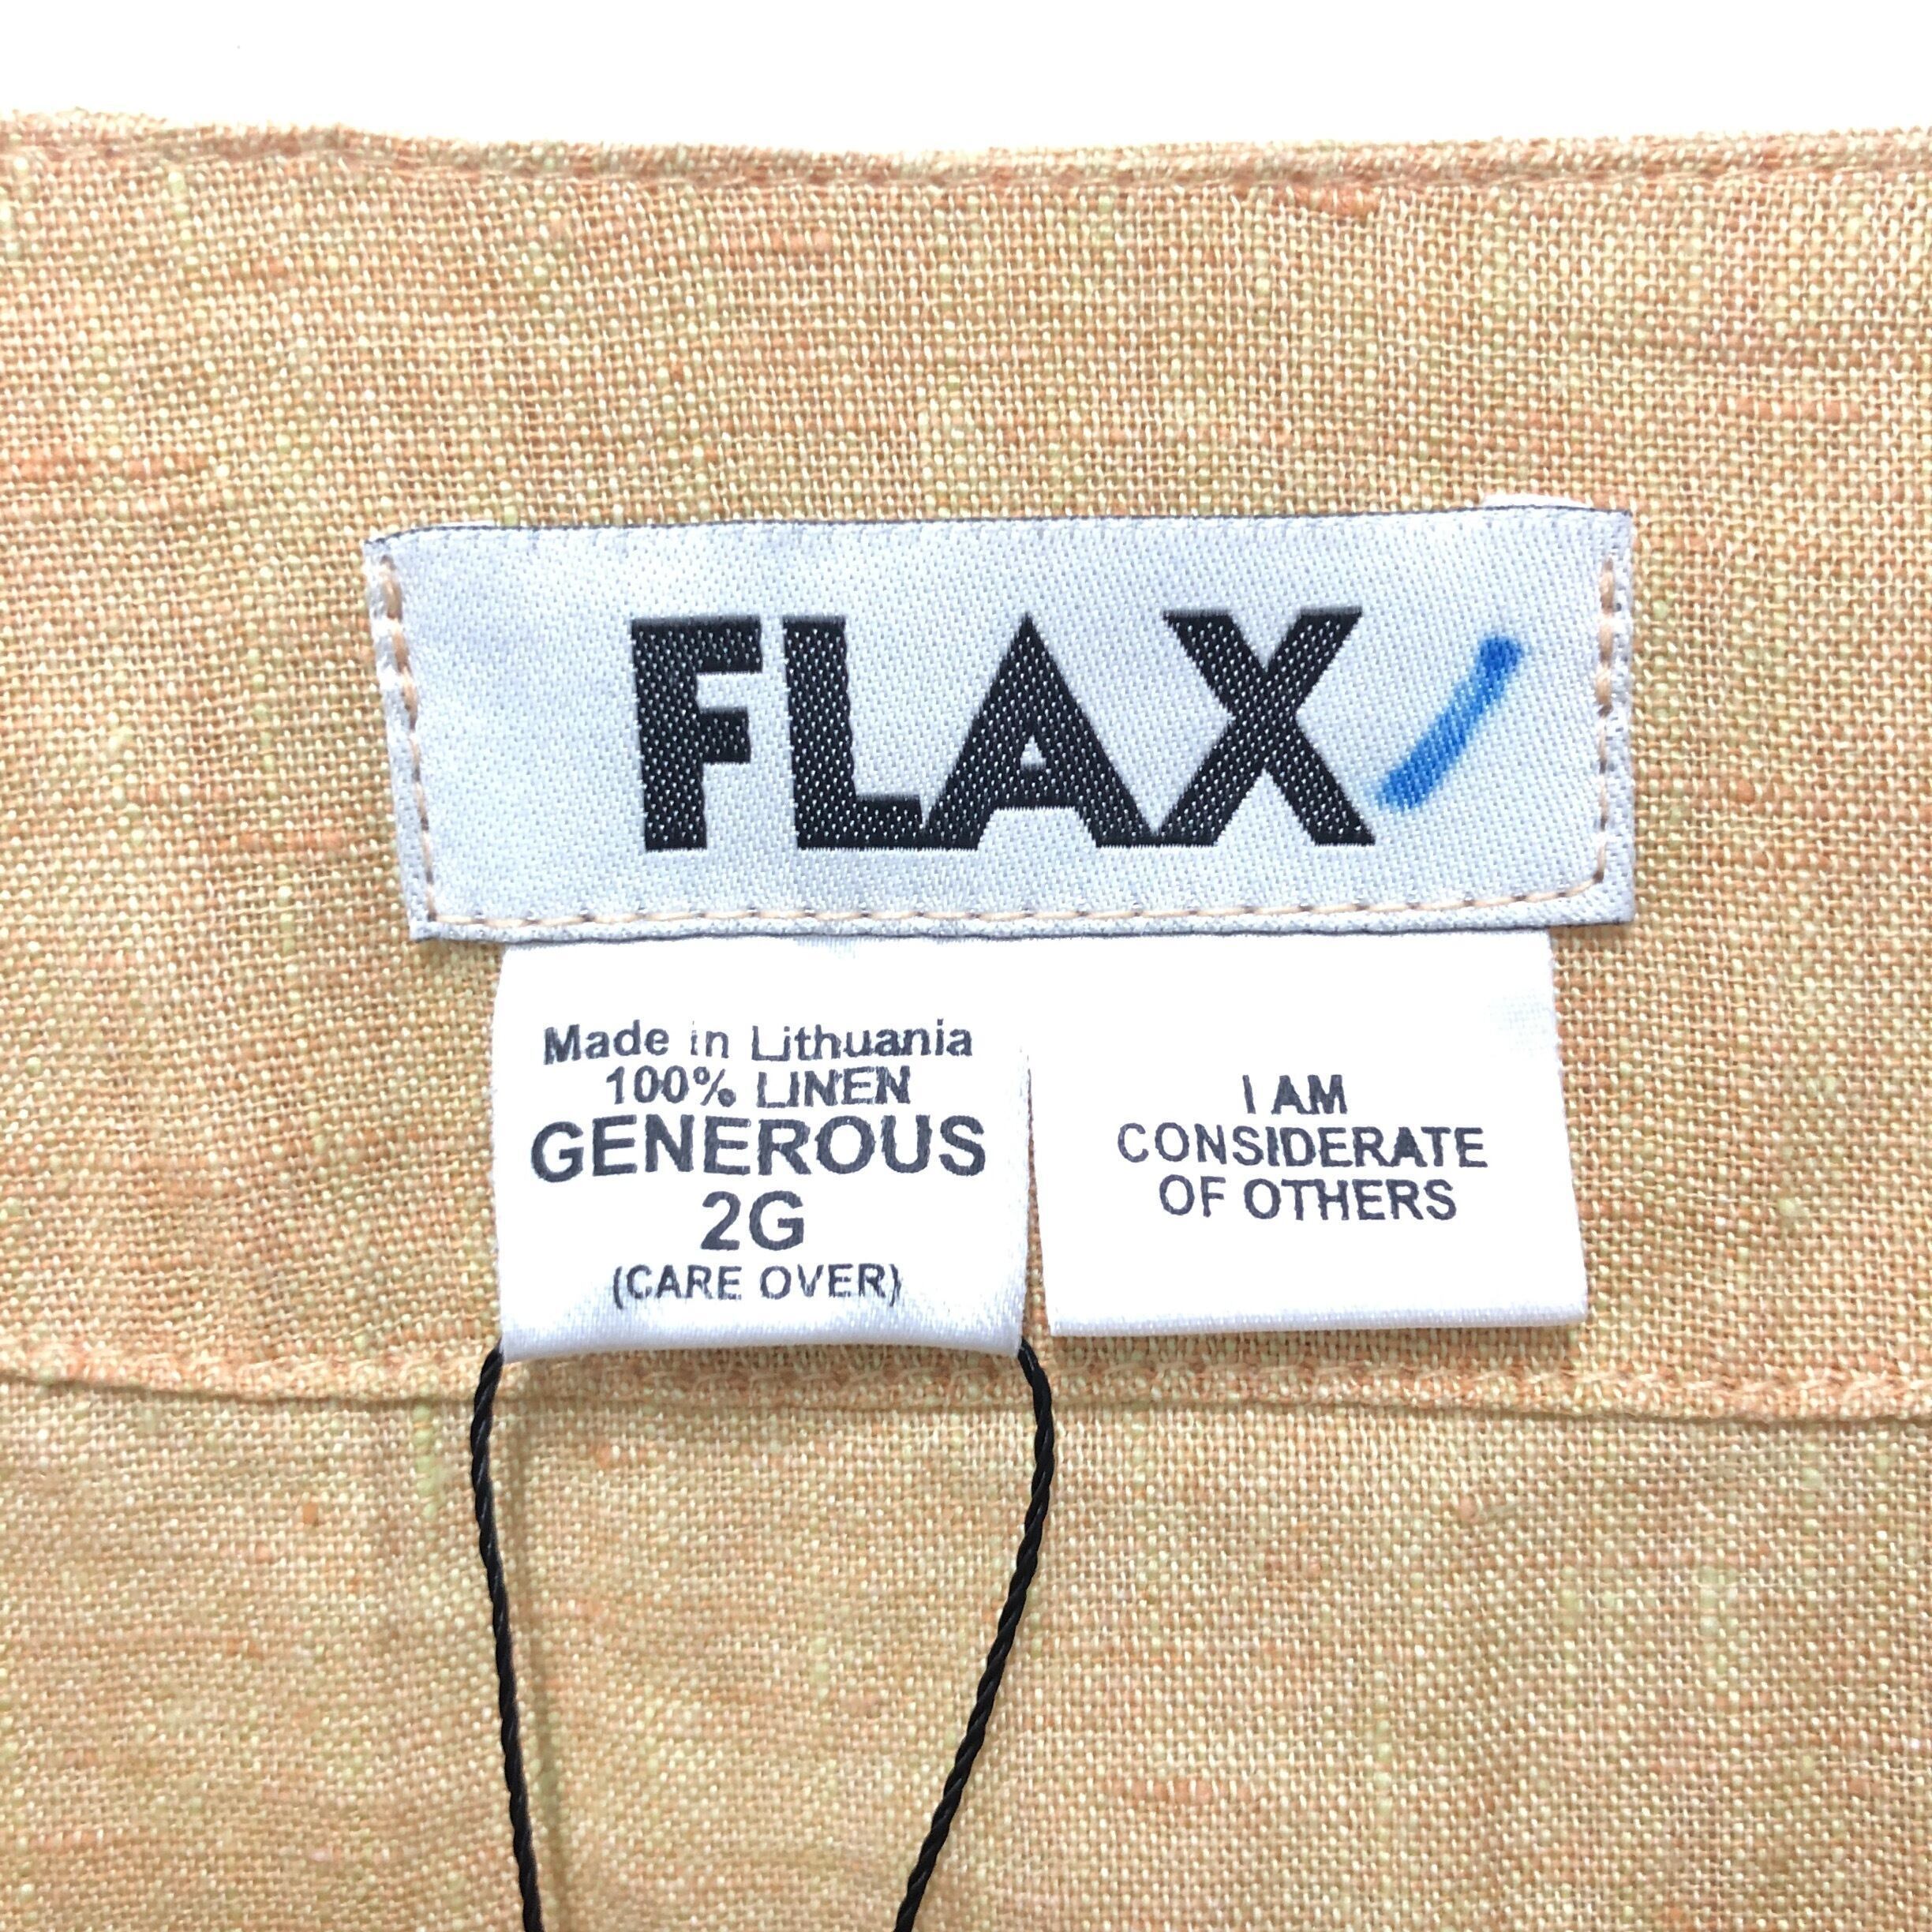 FLAX
Made in Lithuania
100% LINEN
GENEROUS
2G
(CARE OVER)
I AM
CONSIDERATE
OF OTHERS